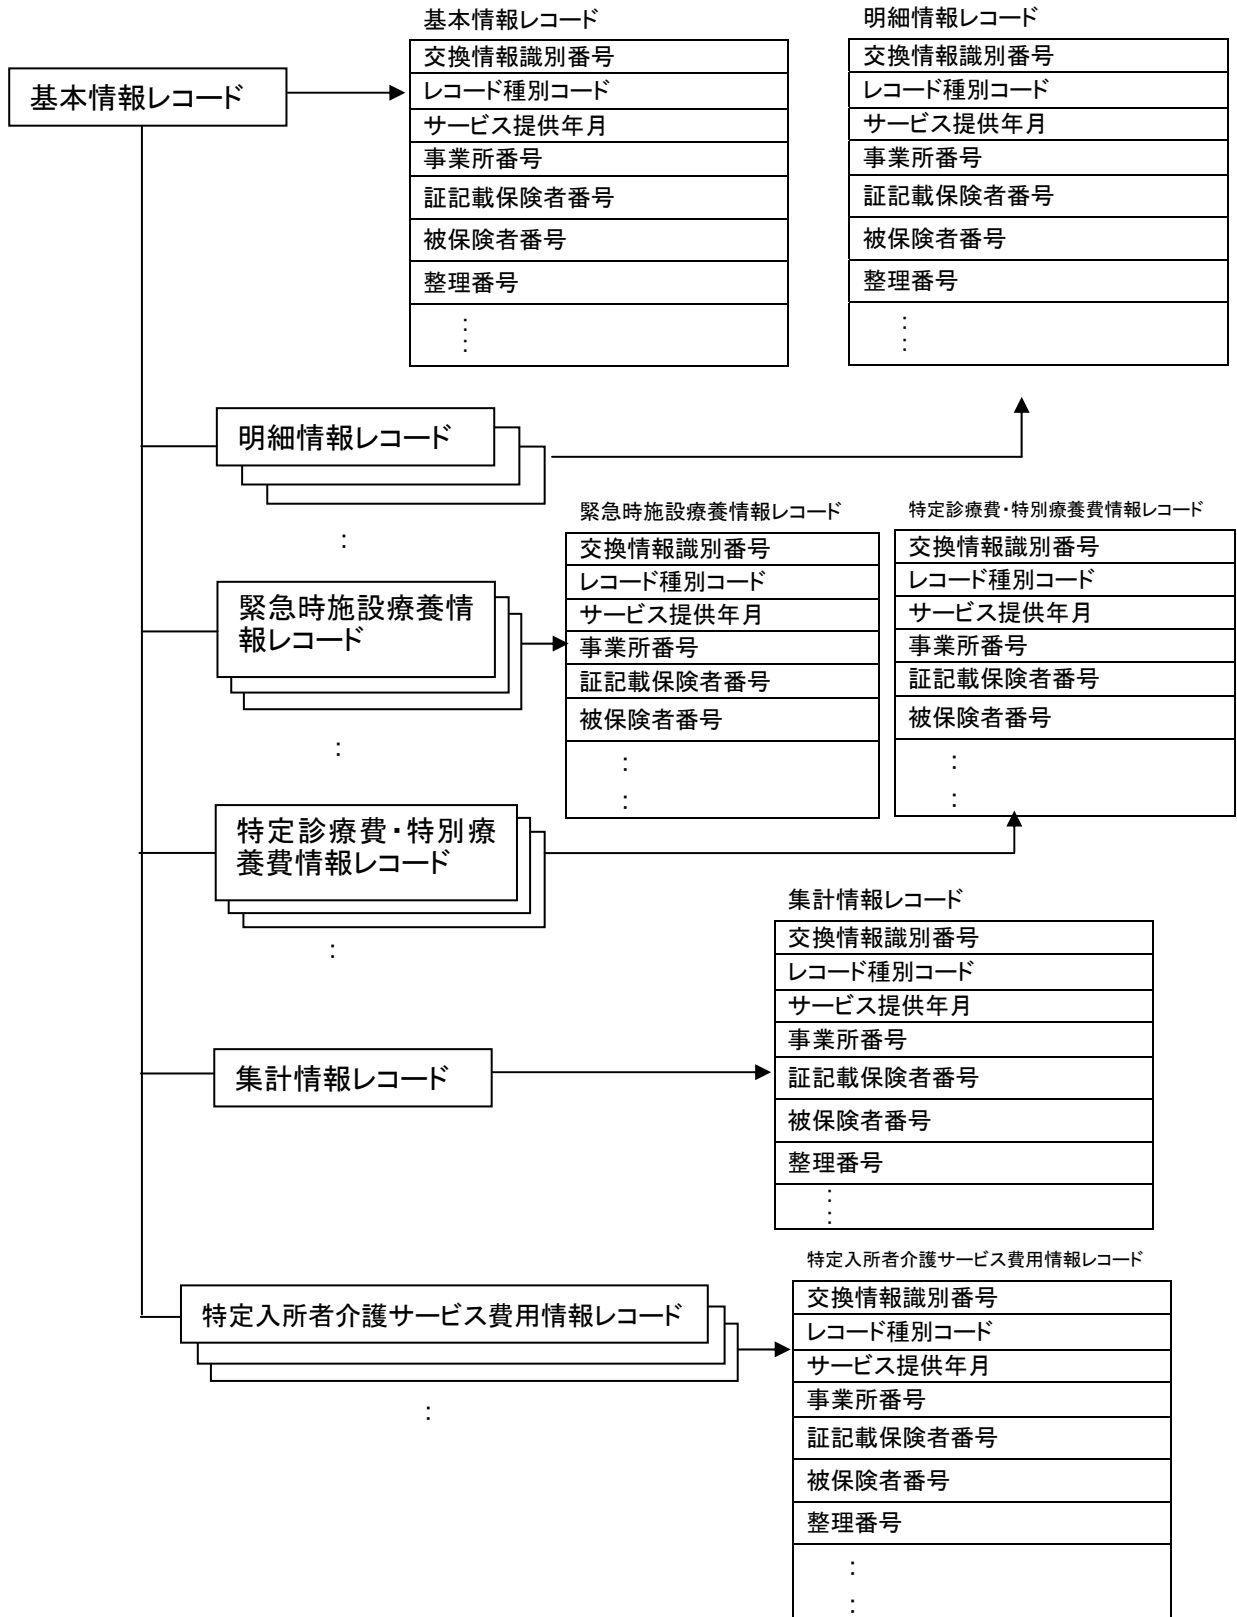 基本情報レコード
基本情報レコード
交換情報識別番号
レコード種別コード
サービス提供年月
事業所番号
証記載保険者番号
被保険者番号
整理番号
:
:
明細情報レコード
交換情報識別番号
レコード種別コード
サービス提供年月
事業所番号
証記載保険者番号
被保険者番号
整理番号
:
:
明細情報レコード
:
緊急時施設療養情報レコード
交換情報識別番号
レコード種別コード
サービス提供年月
事業所番号
証記載保険者番号
被保険者番号
:
:
特定診療費・特別療養費情報レコード
交換情報識別番号
レコード種別コード
サービス提供年月
事業所番号
証記載保険者番号
被保険者番号
:
:
緊急時施設療養情
報レコード
:
特定診療費・特別療
養費情報レコード
:
集計情報レコード
集計情報レコード
交換情報識別番号
レコード種別コード
サービス提供年月
事業所番号
証記載保険者番号
被保険者番号
整理番号
:
:
特定入所者介護サービス費用情報レコード
:
特定入所者介護サービス費用情報レコード
交換情報識別番号
レコード種別コード
サービス提供年月
事業所番号
証記載保険者番号
被保険者番号
整理番号
:
: